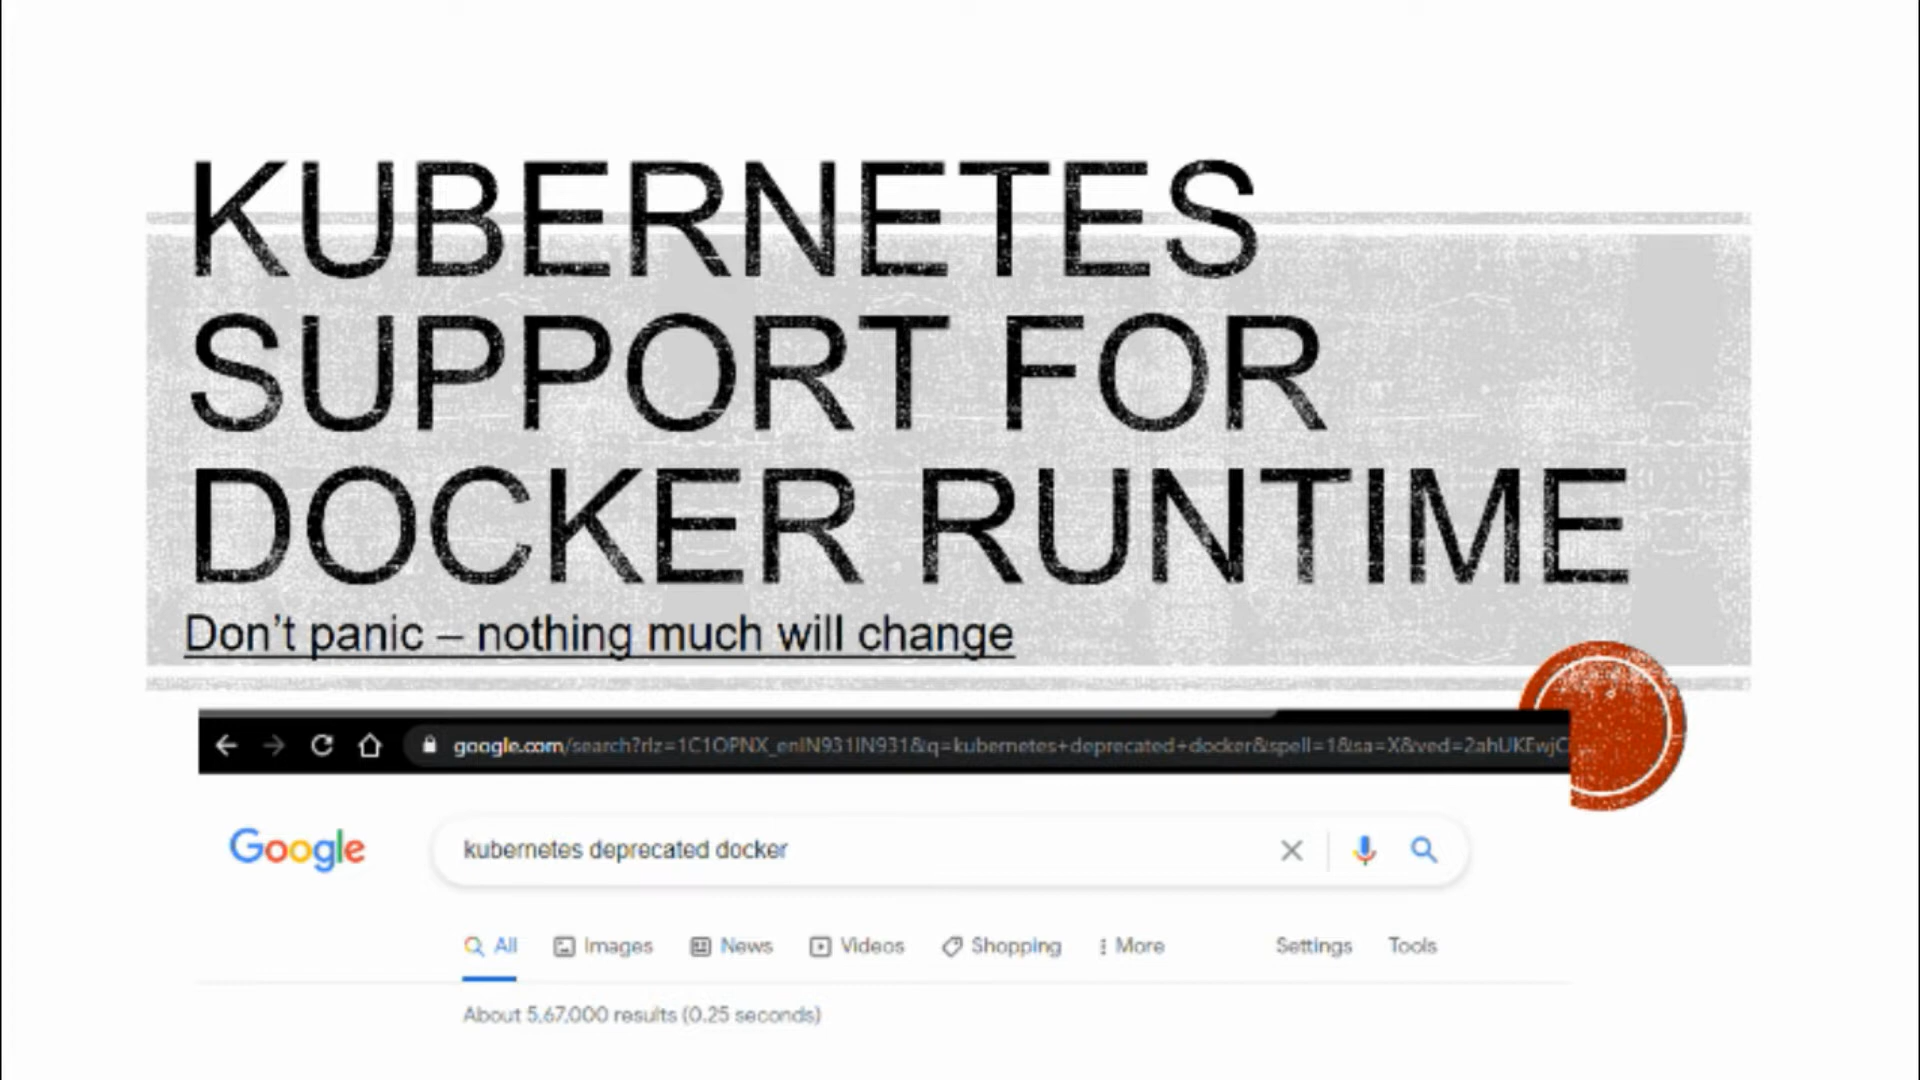 KUBERNETES
SUPPORT FOR
DOCKER RUNTIME
Don't panic – nothing much will change
google.com/search?rlz=1C1OPNX_enIN931IN931&q=kubernetes+deprecated+docker&spell=1&sa=X&ved=2ahUKEwjC
Google kubernetes deprecated docker
All Images News Videos Shopping More Settings Tools
About 5,67,000 results (0.25 seconds)